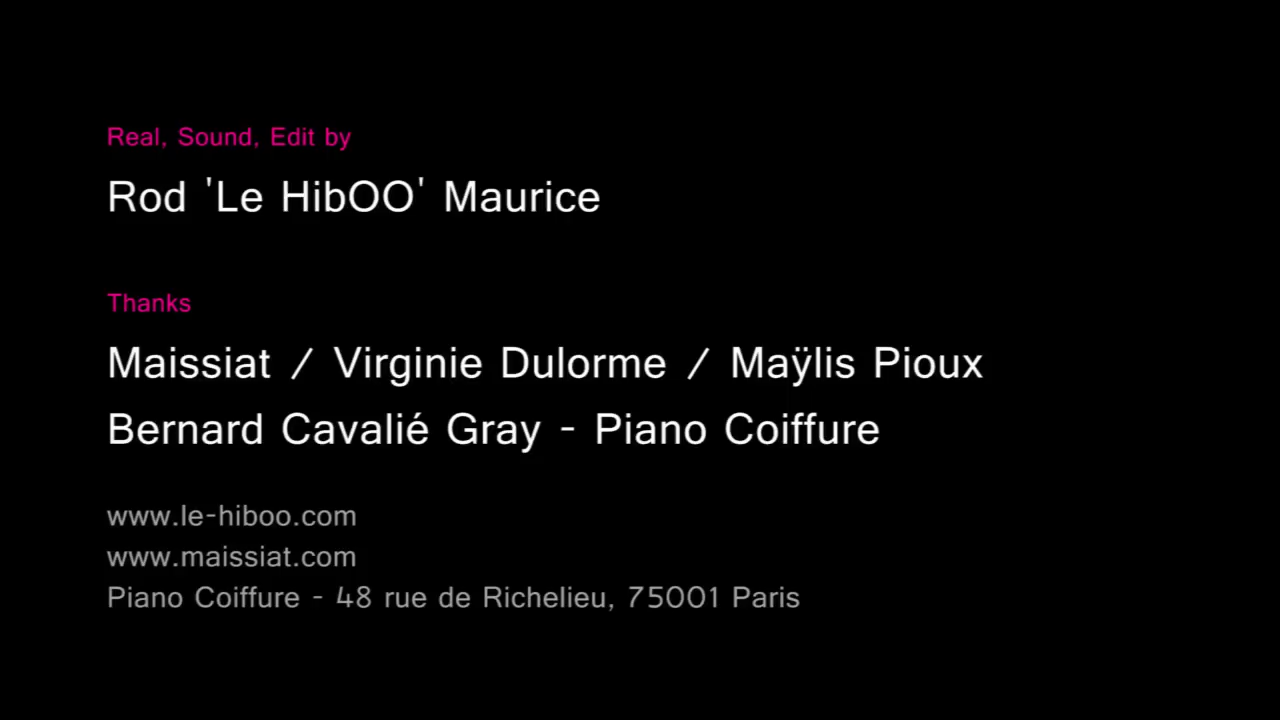 Real, Sound, Edit by
Rod 'Le HibOO' Maurice
Thanks
Maissiat / Virginie Dulorme / Maÿlis Pioux
Bernard Cavalié Gray - Piano Coiffure
www.le-hiboo.com
www.maissiat.com
Piano Coiffure - 48 rue de Richelieu, 75001 Paris